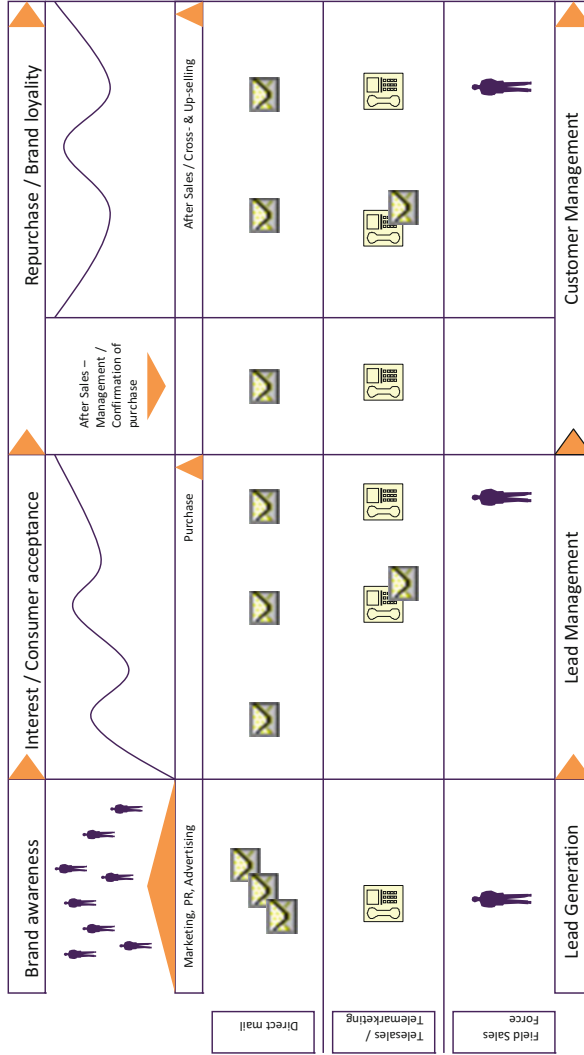 Brand awareness
Interest / Consumer acceptance
Repurchase / Brand loyality
After Sales –
Management /
Confirmation of
purchase
Marketing, PR, Advertising
Purchase
After Sales / Cross- & Up-selling
Direct mail
Telesales /
Telemarketing
Field Sales
Force
Lead Generation
Lead Management
Customer Management